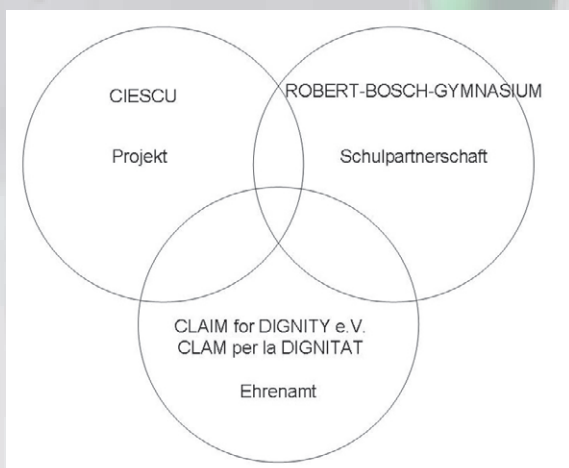 CIESCU
Projekt
ROBERT-BOSCH-GYMNASIUM
Schulpartnerschaft
CLAIM for DIGNITY e.V.
CLAM per la DIGNITAT
Ehrenamt